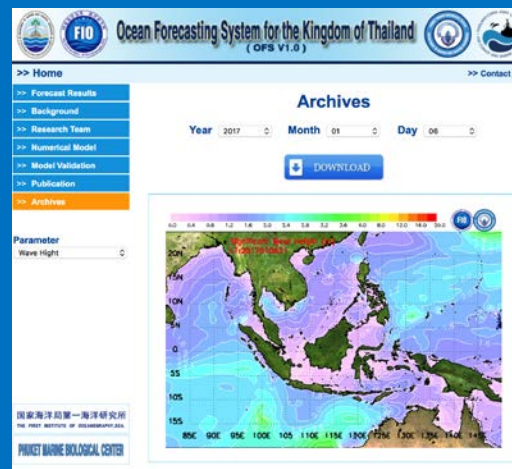 FIO
Ocean Forecasting System for the Kingdom of Thailand
( OFS V1.0 )
>> Home
>> Contact
>> Forecast Results
>> Background
>> Research Team
>> Numerical Model
>> Model Validation
>> Publication
>> Archives
Archives
Year 2017 Month 01 Day 06
DOWNLOAD
Parameter
Wave Hight
0.0 0.4 0.8 1.2 1.6 2.0 2.4 2.8 3.2 3.6 6.0 8.0 12.0 16.0 20.0
FIO
20N
15N
10N
5N
0
5S
10S
15S
85E 90E 95E 100E 105E 110E 115E 120E 125E 130E 135E 140E 145E
国家海洋局第一海洋研究所
THE FIRST INSTITUTE OF OCEANOGRAPHY,SOA.
PHUKET MARINE BIOLOGICAL CENTER